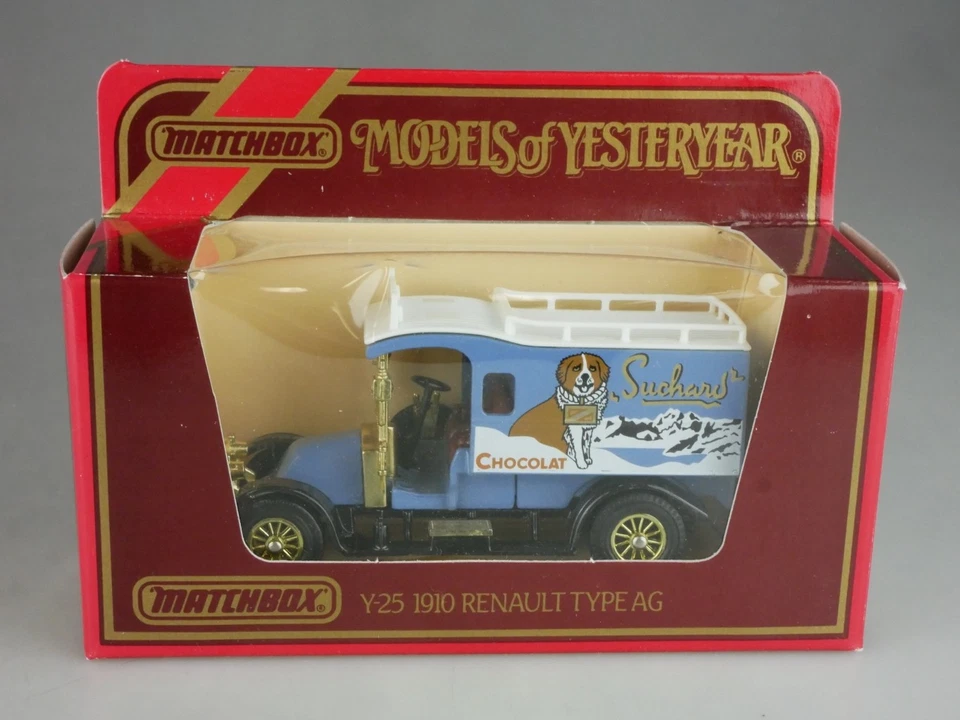 MATCHBOX®
MODELS of YESTERYEAR®
Suchard
CHOCOLAT
MATCHBOX®
Y-25 1910 RENAULT TYPE AG